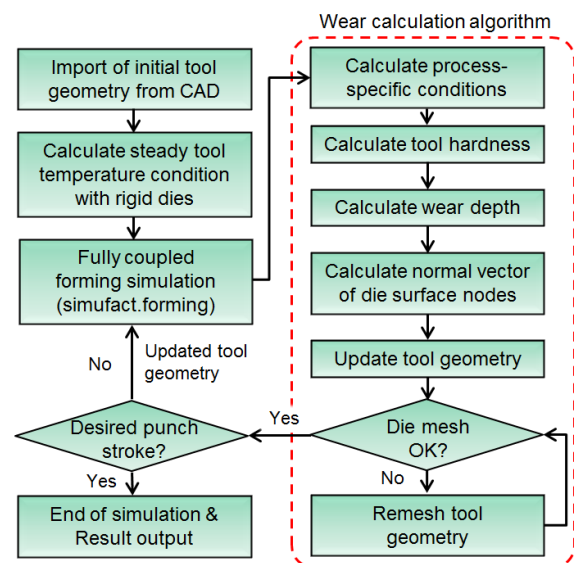 Wear calculation algorithm
Import of initial tool
geometry from CAD
Calculate steady tool
temperature condition
with rigid dies
Fully coupled
forming simulation
(simufact.forming)
Calculate process-
specific conditions
Calculate tool hardness
Calculate wear depth
Calculate normal vector
of die surface nodes
Update tool geometry
Die mesh
OK?
No
Remesh tool
geometry
Yes
Desired punch
stroke?
No
Updated tool
geometry
Yes
End of simulation &
Result output